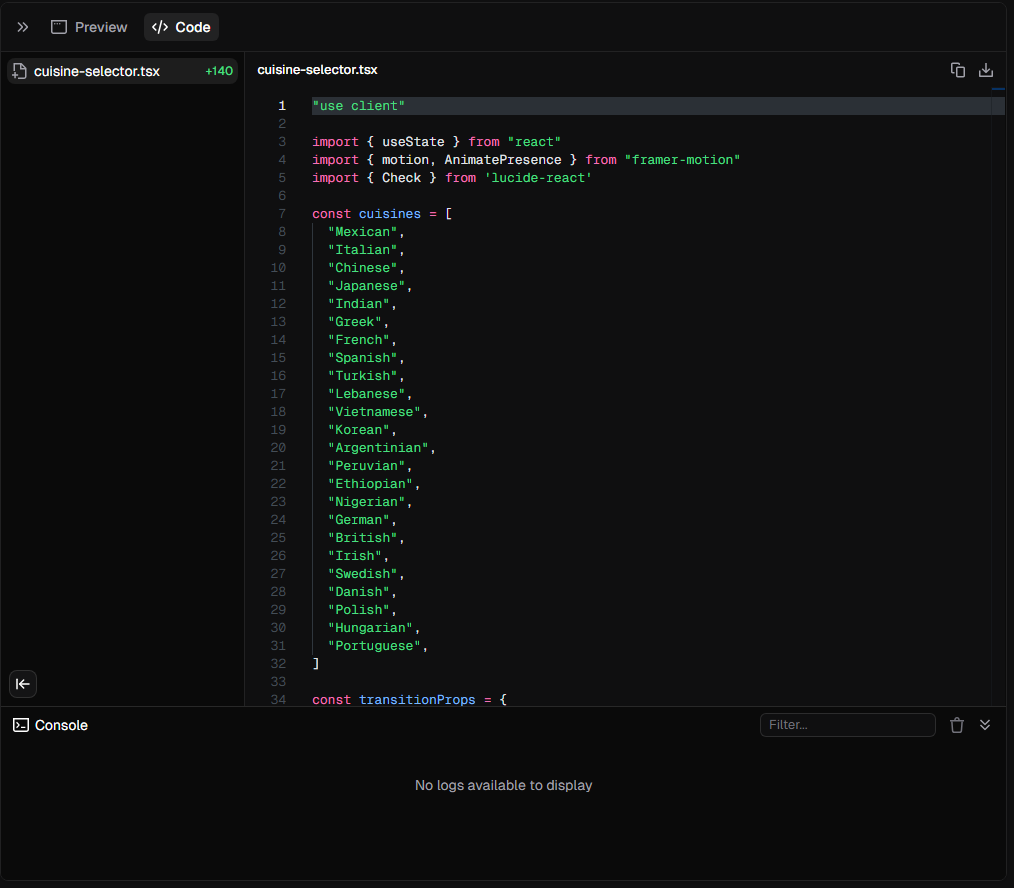 Preview
Code
cuisine-selector.tsx +140
cuisine-selector.tsx
1 "use client"
2
3 import { useState } from "react"
4 import { motion, AnimatePresence } from "framer-motion"
5 import { Check } from 'lucide-react'
6
7 const cuisines = [
8 "Mexican",
9 "Italian",
10 "Chinese",
11 "Japanese",
12 "Indian",
13 "Greek",
14 "French",
15 "Spanish",
16 "Turkish",
17 "Lebanese",
18 "Vietnamese",
19 "Korean",
20 "Argentinian",
21 "Peruvian",
22 "Ethiopian",
23 "Nigerian",
24 "German",
25 "British",
26 "Irish",
27 "Swedish",
28 "Danish",
29 "Polish",
30 "Hungarian",
31 "Portuguese",
32 ]
33
34 const transitionProps = {
Console
Filter...
No logs available to display